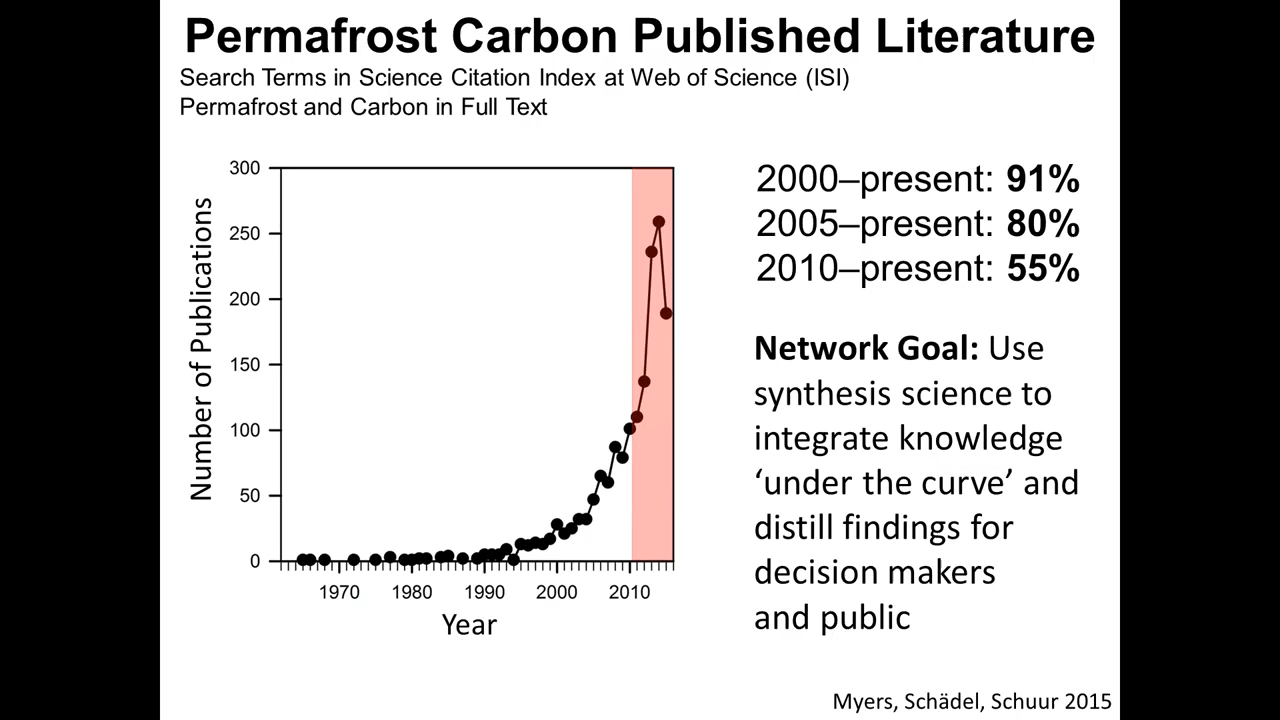 Permafrost Carbon Published Literature
Search Terms in Science Citation Index at Web of Science (ISI)
Permafrost and Carbon in Full Text
300
250
200
150
100
50
0
Number of Publications
1970 1980 1990 2000 2010
Year
2000–present: 91%
2005–present: 80%
2010–present: 55%
Network Goal: Use
synthesis science to
integrate knowledge
‘under the curve’ and
distill findings for
decision makers
and public
Myers, Schädel, Schuur 2015